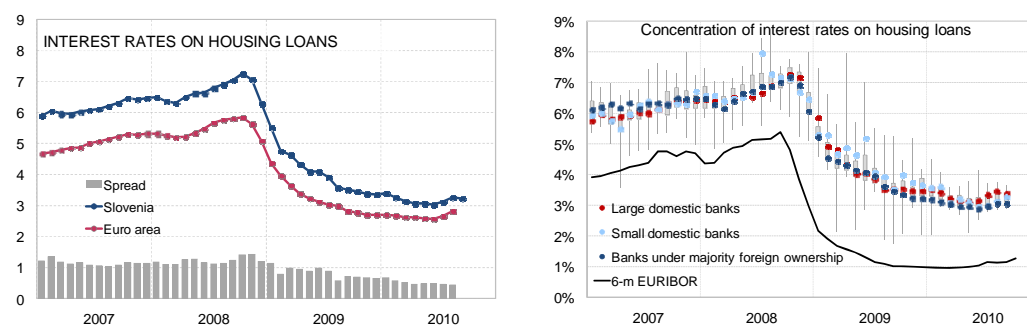 INTEREST RATES ON HOUSING LOANS
9
8
7
6
5
4
3
2
1
0
Spread
Slovenia
Euro area
2007 2008 2009 2010
Concentration of interest rates on housing loans
9%
8%
7%
6%
5%
4%
3%
2%
1%
0%
Large domestic banks
Small domestic banks
Banks under majority foreign ownership
6-m EURIBOR
2007 2008 2009 2010